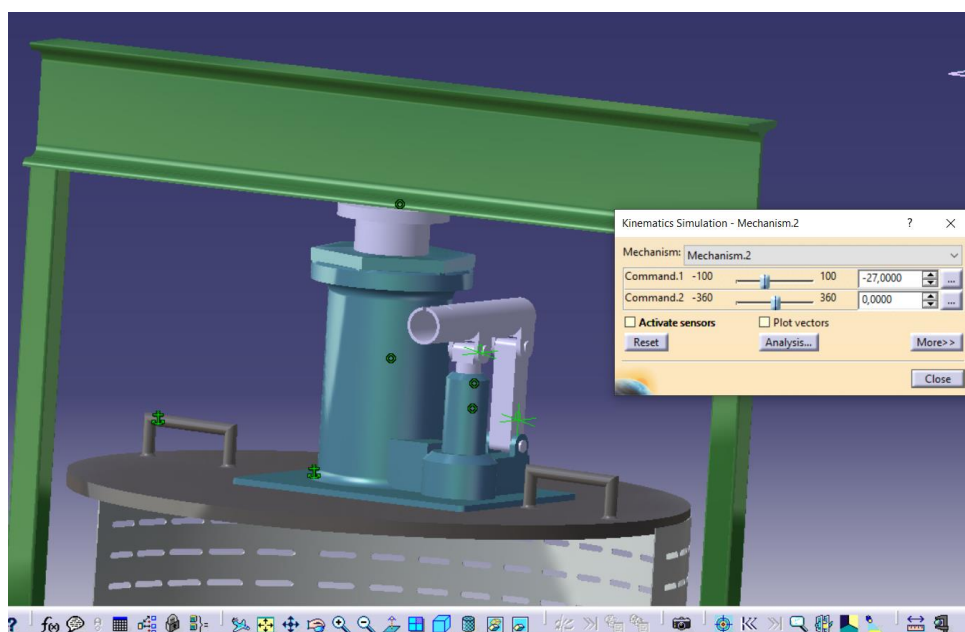 Kinematics Simulation - Mechanism.2 ? ×
Mechanism: Mechanism.2
Command.1 -100 100 -27,0000 ...
Command.2 -360 360 0,0000 ...
Activate sensors Plot vectors
Reset Analysis... More>>
Close
? f(x)